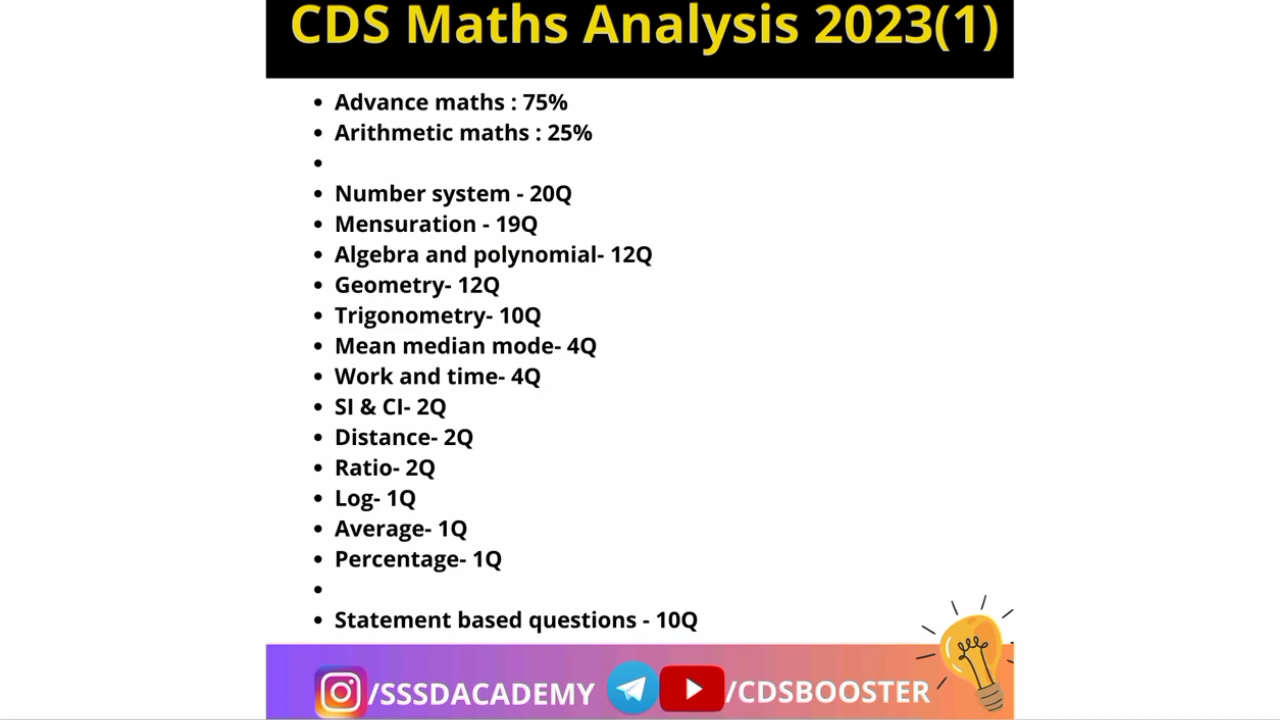 CDS Maths Analysis 2023(1)
• Advance maths : 75%
• Arithmetic maths : 25%
•
• Number system - 20Q
• Mensuration - 19Q
• Algebra and polynomial- 12Q
• Geometry- 12Q
• Trigonometry- 10Q
• Mean median mode- 4Q
• Work and time- 4Q
• SI & CI- 2Q
• Distance- 2Q
• Ratio- 2Q
• Log- 1Q
• Average- 1Q
• Percentage- 1Q
•
• Statement based questions - 10Q
/SSSDACADEMY /CDSBOOSTER